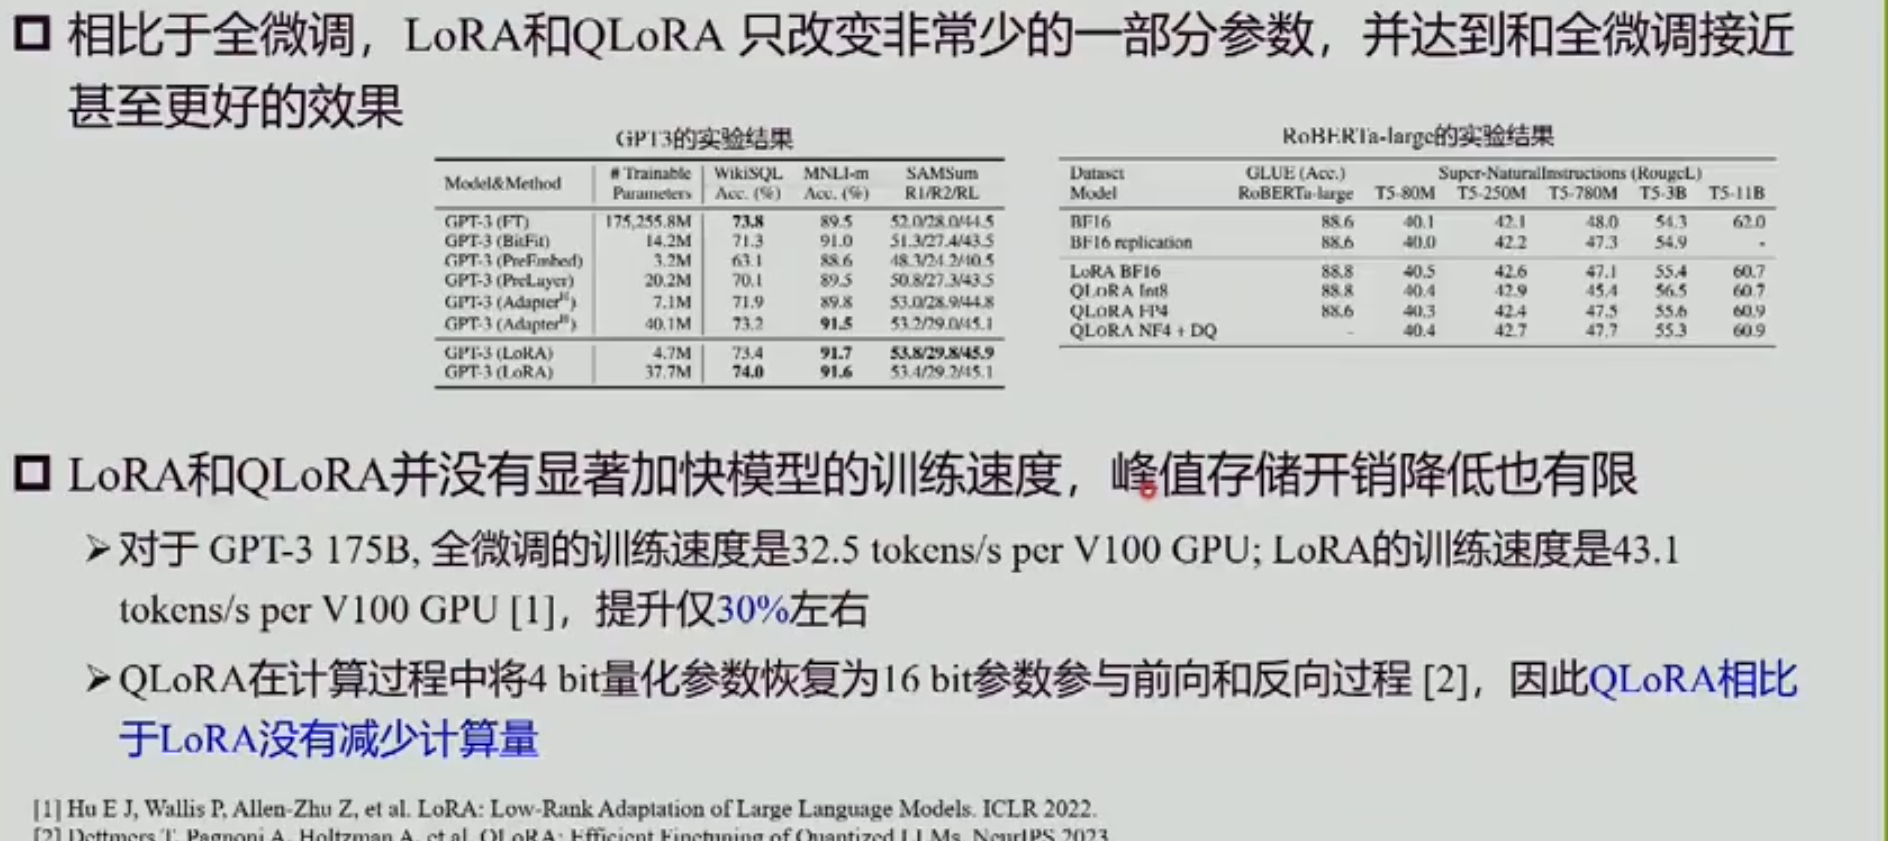 相比于全微调，LoRA和QLoRA 只改变非常少的一部分参数，并达到和全微调接近
甚至更好的效果
GPT3的实验结果
Model&Method # Trainable Parameters WikiSQL Acc. (%) MNLI-m Acc. (%) SAMSum R1/R2/RL
GPT-3 (FT) 175,255.8M 73.8 89.5 52.0/28.0/44.5
GPT-3 (BitFit) 14.2M 71.3 91.0 51.3/27.4/43.5
GPT-3 (PreEmbed) 3.2M 63.1 88.6 48.3/24.2/40.5
GPT-3 (PreLayer) 20.2M 70.1 89.5 50.8/27.3/43.5
GPT-3 (Adapter) 7.1M 71.9 89.8 53.0/28.9/44.8
GPT-3 (Adapter) 40.1M 73.2 91.5 53.2/29.0/45.1
GPT-3 (LoRA) 4.7M 73.4 91.7 53.8/29.8/45.9
GPT-3 (LoRA) 37.7M 74.0 91.6 53.4/29.2/45.1
RoBERTa-large的实验结果
Dataset GLUE (Acc.) Super-NaturalInstructions (RougeL)
Model RoBERTa-large T5-80M T5-250M T5-780M T5-3B T5-11B
BF16 88.6 40.1 42.1 48.0 54.3 62.0
BF16 replication 88.6 40.0 42.2 47.3 54.9 -
LoRA BF16 88.8 40.5 42.6 47.1 55.4 60.7
QLoRA Int8 88.8 40.4 42.9 45.4 56.5 60.7
QLoRA FP4 88.6 40.3 42.4 47.5 55.6 60.9
QLoRA NF4 + DQ - 40.4 42.7 47.7 55.3 60.9
LoRA和QLoRA并没有显著加快模型的训练速度，峰值存储开销降低也有限
对于 GPT-3 175B, 全微调的训练速度是32.5 tokens/s per V100 GPU; LoRA的训练速度是43.1
tokens/s per V100 GPU [1]，提升仅30%左右
QLoRA在计算过程中将4 bit量化参数恢复为16 bit参数参与前向和反向过程 [2]，因此QLoRA相比
于LoRA没有减少计算量
[1] Hu E J, Wallis P, Allen-Zhu Z, et al. LoRA: Low-Rank Adaptation of Large Language Models. ICLR 2022.
[2] Dettmers T, Pagnoni A, Holtzman A, et al. QLoRA: Efficient Finetuning of Quantized LLMs. NeurIPS 2023